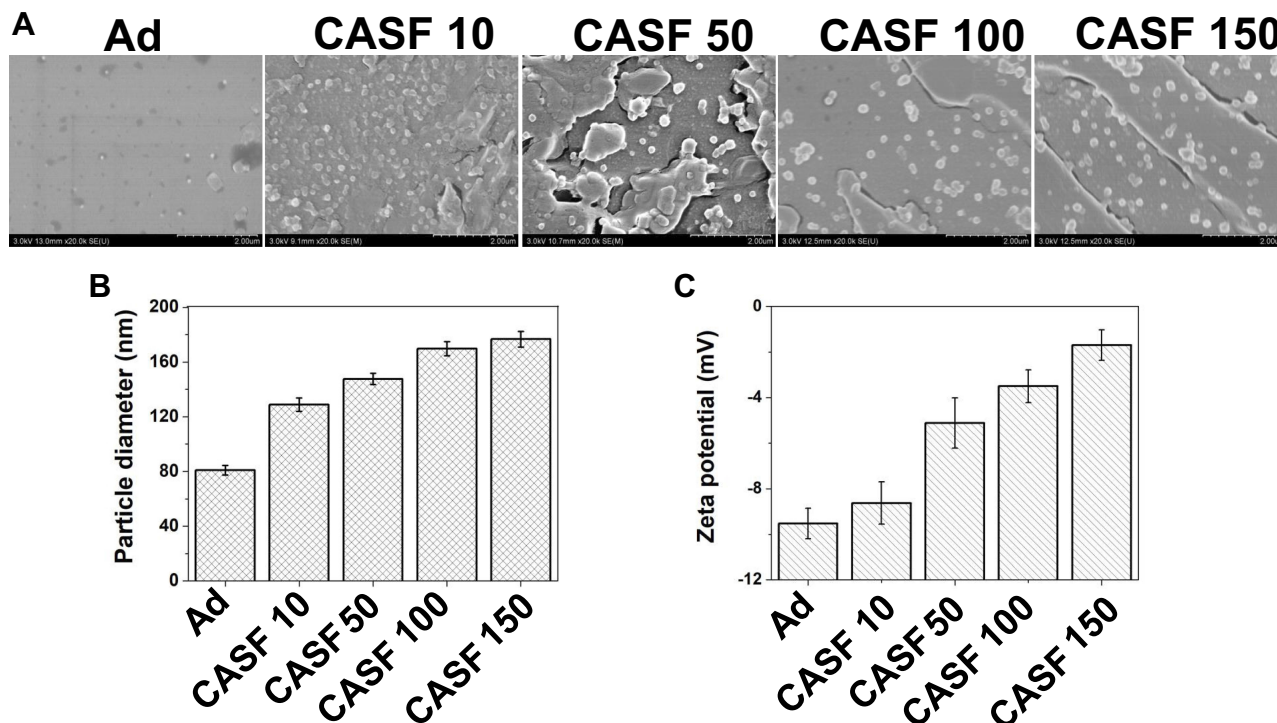 A
Ad CASF 10 CASF 50 CASF 100 CASF 150
3.0kV 13.0mm x20.0k SE(U) 2.00um
3.0kV 9.1mm x20.0k SE(M) 2.00um
3.0kV 10.7mm x20.0k SE(M) 2.00um
3.0kV 12.5mm x20.0k SE(U) 2.00um
3.0kV 12.5mm x20.0k SE(U) 2.00um
B
Particle diameter (nm)
200
160
120
80
40
0
Ad CASF 10 CASF 50 CASF 100 CASF 150
C
Zeta potential (mV)
0
-4
-8
-12
Ad CASF 10 CASF 50 CASF 100 CASF 150